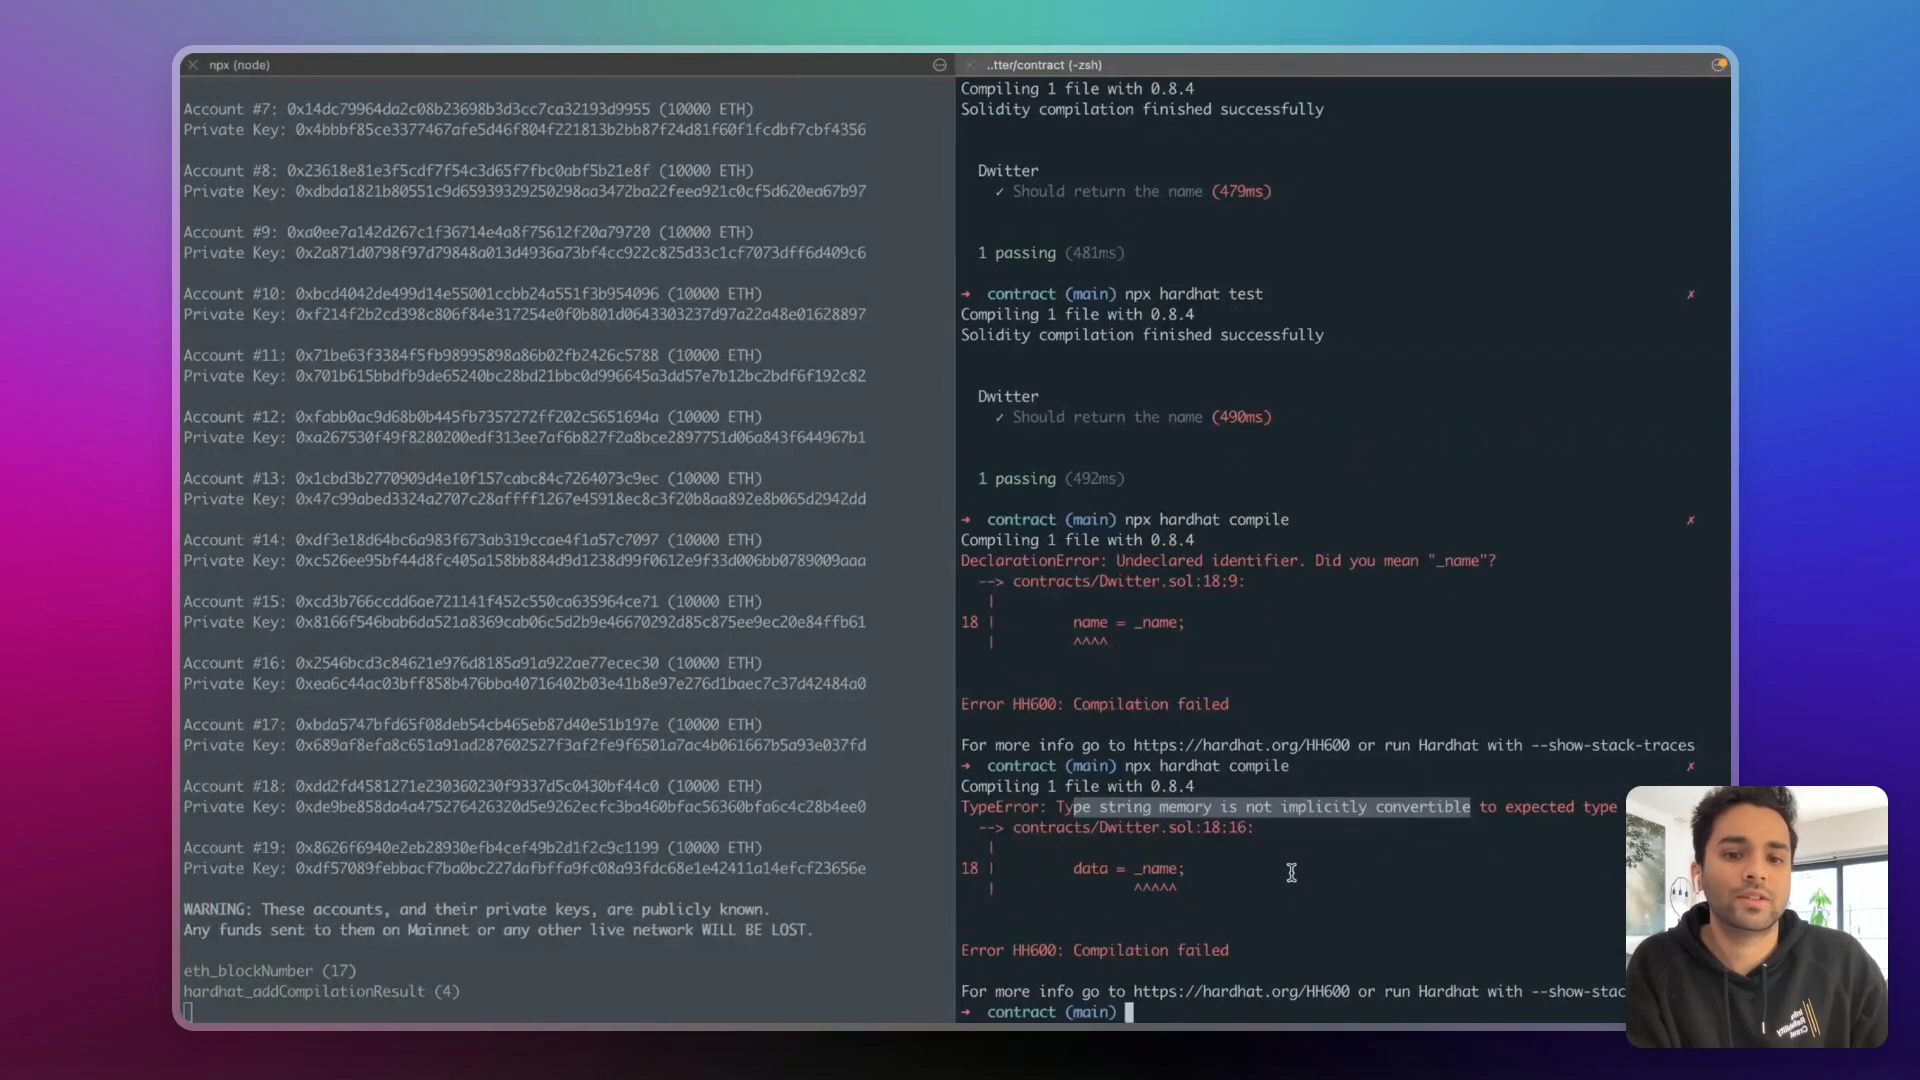 npx (node)
Account #7: 0x14dc79964da2c08b23698b3d3cc7ca32193d9955 (10000 ETH)
Private Key: 0x4bbbf85ce3377467afe5d46f804f221813b2bb87f24d81f60f1fcdbf7cbf4356
Account #8: 0x23618e81e3f5cdf7f54c3d65f7fbc0abf5b21e8f (10000 ETH)
Private Key: 0xdbda1821b80551c9d65939329250298aa3472ba22feea921c0cf5d620ea67b97
Account #9: 0xa0ee7a142d267c1f36714e4a8f75612f20a79720 (10000 ETH)
Private Key: 0x2a871d0798f97d79848a013d4936a73bf4cc922c825d33c1cf7073dff6d409c6
Account #10: 0xbcd4042de499d14e55001ccbb24a551f3b954096 (10000 ETH)
Private Key: 0xf214f2b2cd398c806f84e317254e0f0b801d0643303237d97a22a48e01628897
Account #11: 0x71be63f3384f5fb98995898a86b02fb2426c5788 (10000 ETH)
Private Key: 0x701b615bbdfb9de65240bc28bd21bbc0d996645a3dd57e7b12bc2bdf6f192c82
Account #12: 0xfabb0ac9d68b0b445fb7357272ff202c5651694a (10000 ETH)
Private Key: 0xa267530f49f8280200edf313ee7af6b827f2a8bce2897751d06a843f644967b1
Account #13: 0x1cbd3b2770909d4e10f157cabc84c7264073c9ec (10000 ETH)
Private Key: 0x47c99abed3324a2707c28affff1267e45918ec8c3f20b8aa892e8b065d2942dd
Account #14: 0xdf3e18d64bc6a983f673ab319ccae4f1a57c7097 (10000 ETH)
Private Key: 0xc526ee95bf44d8fc405a158bb884d9d1238d99f0612e9f33d006bb0789009aaa
Account #15: 0xcd3b766ccdd6ae721141f452c550ca635964ce71 (10000 ETH)
Private Key: 0x8166f546bab6da521a8369cab06c5d2b9e46670292d85c875ee9ec20e84ffb61
Account #16: 0x2546bcd3c84621e976d8185a91a922ae77ecec30 (10000 ETH)
Private Key: 0xea6c44ac03bff858b476bba40716402b03e41b8e97e276d1baec7c37d42484a0
Account #17: 0xbda5747bfd65f08deb54cb465eb87d40e51b197e (10000 ETH)
Private Key: 0x689af8efa8c651a91ad287602527f3af2fe9f6501a7ac4b061667b5a93e037fd
Account #18: 0xdd2fd4581271e230360230f9337d5c0430bf44c0 (10000 ETH)
Private Key: 0xde9be858da4a475276426320d5e9262ecfc3ba460bfac56360bfa6c4c28b4ee0
Account #19: 0x8626f6940e2eb28930efb4cef49b2d1f2c9c1199 (10000 ETH)
Private Key: 0xdf57089febbacf7ba0bc227dafbffa9fc08a93fdc68e1e42411a14efcf23656e
WARNING: These accounts, and their private keys, are publicly known.
Any funds sent to them on Mainnet or any other live network WILL BE LOST.
eth_blockNumber (17)
hardhat_addCompilationResult (4)
..tter/contract (-zsh)
Compiling 1 file with 0.8.4
Solidity compilation finished successfully
Dwitter
✓ Should return the name (479ms)
1 passing (481ms)
➜ contract (main) npx hardhat test ✗
Compiling 1 file with 0.8.4
Solidity compilation finished successfully
Dwitter
✓ Should return the name (490ms)
1 passing (492ms)
➜ contract (main) npx hardhat compile ✗
Compiling 1 file with 0.8.4
DeclarationError: Undeclared identifier. Did you mean "_name"?
--> contracts/Dwitter.sol:18:9:
|
18 | name = _name;
| ^^^^
Error HH600: Compilation failed
For more info go to https://hardhat.org/HH600 or run Hardhat with --show-stack-traces
➜ contract (main) npx hardhat compile ✗
Compiling 1 file with 0.8.4
TypeError: Type string memory is not implicitly convertible to expected type
--> contracts/Dwitter.sol:18:16:
|
18 | data = _name;
| ^^^^^
Error HH600: Compilation failed
For more info go to https://hardhat.org/HH600 or run Hardhat with --show-stac
➜ contract (main)